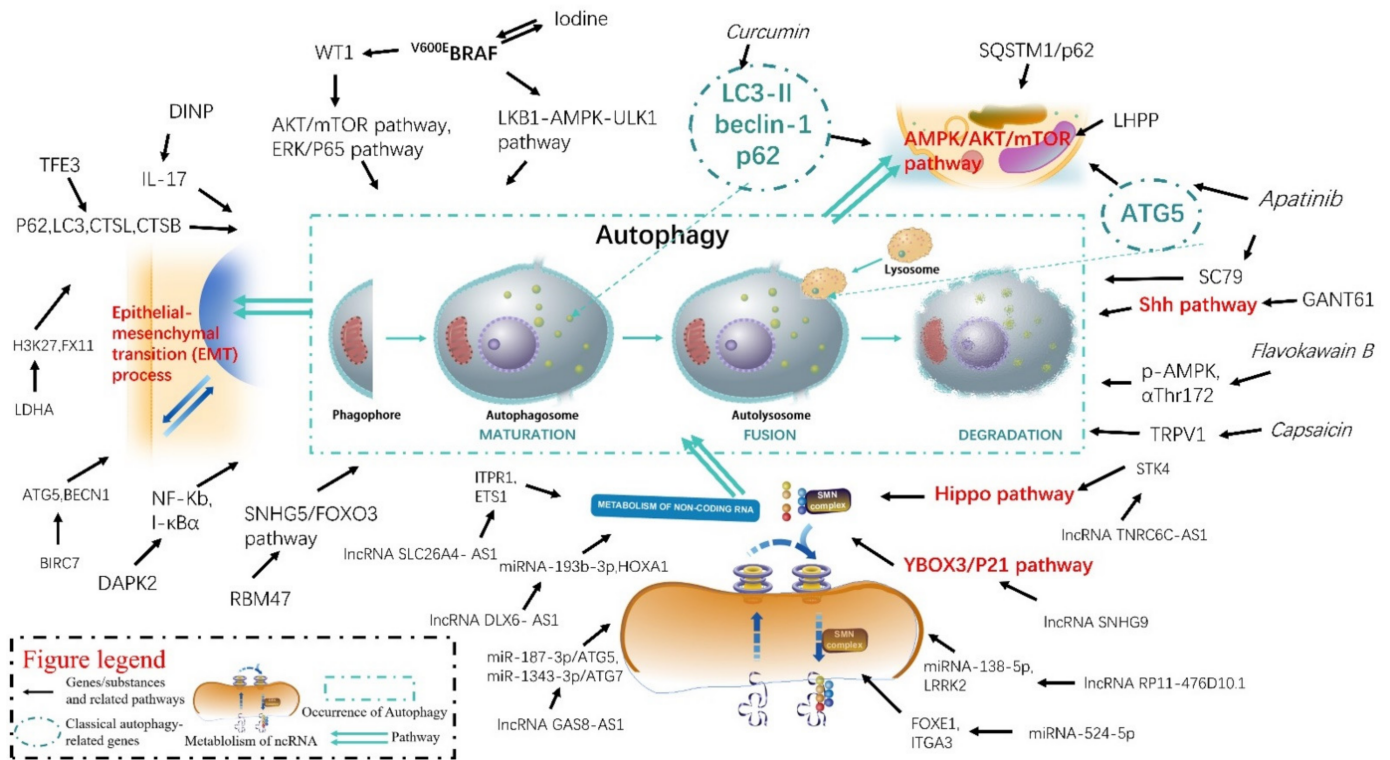 Iodine
WT1
V600E BRAF
Curcumin
SQSTM1/p62
DINP
AKT/mTOR pathway,
ERK/P65 pathway
LKB1-AMPK-ULK1
pathway
LC3-II
beclin-1
p62
AMPK/AKT/mTOR
pathway
LHPP
TFE3
IL-17
P62,LC3,CTSL,CTSB
ATG5
Apatinib
Autophagy
Lysosome
SC79
Shh pathway
GANT61
Epithelial-
mesenchymal
transition (EMT)
process
H3K27,FX11
LDHA
Flavokawain B
p-AMPK,
αThr172
Phagophore
Autophagosome
MATURATION
Autolysosome
FUSION
DEGRADATION
TRPV1
Capsaicin
ATG5,BECN1
BIRC7
NF-Kb,
I-κBα
DAPK2
SNHG5/FOXO3
pathway
RBM47
ITPR1,
ETS1
lncRNA SLC26A4- AS1
METABOLISM OF NON-CODING RNA
SMN
complex
Hippo pathway
STK4
lncRNA TNRC6C-AS1
miRNA-193b-3p,HOXA1
lncRNA DLX6- AS1
YBOX3/P21 pathway
lncRNA SNHG9
miR-187-3p/ATG5,
miR-1343-3p/ATG7
lncRNA GAS8-AS1
SMN
complex
miRNA-138-5p,
LRRK2
lncRNA RP11-476D10.1
FOXE1,
ITGA3
miRNA-524-5p
Figure legend
Genes/substances
and related pathways
Classical autophagy-
related genes
Metablolism of ncRNA
Occurrence of Autophagy
Pathway